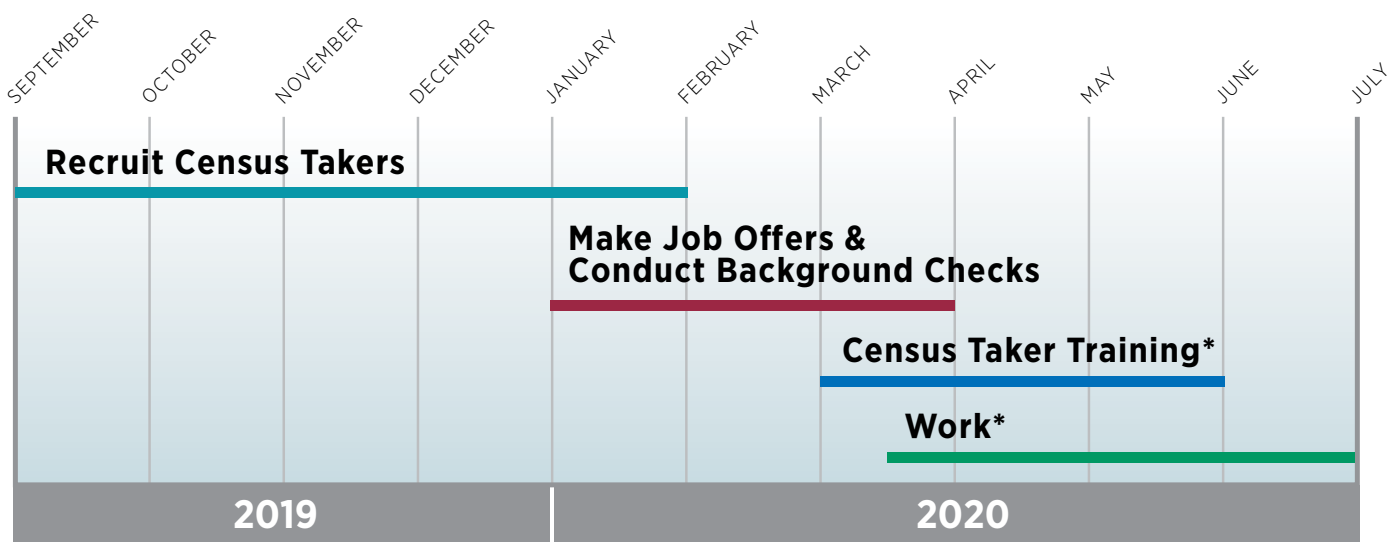 SEPTEMBER
OCTOBER
NOVEMBER
DECEMBER
JANUARY
FEBRUARY
MARCH
APRIL
MAY
JUNE
JULY
Recruit Census Takers
Make Job Offers &
Conduct Background Checks
Census Taker Training*
Work*
2019
2020